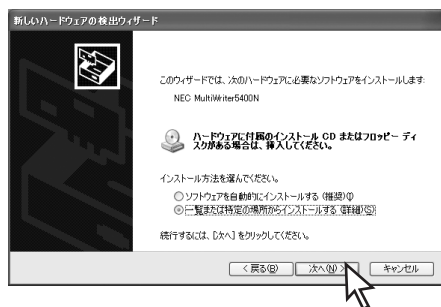 新しいハードウェアの検出ウィザード
このウィザードでは、次のハードウェアに必要なソフトウェアをインストールします:
NEC MultiWriter5400N
ハードウェアに付属のインストール CD またはフロッピー ディ
スクがある場合は、挿入してください。
インストール方法を選んでください。
ソフトウェアを自動的にインストールする (推奨)(I)
一覧または特定の場所からインストールする (詳細)(S)
続行するには、[次へ] をクリックしてください。
< 戻る(B) 次へ(N) > キャンセル